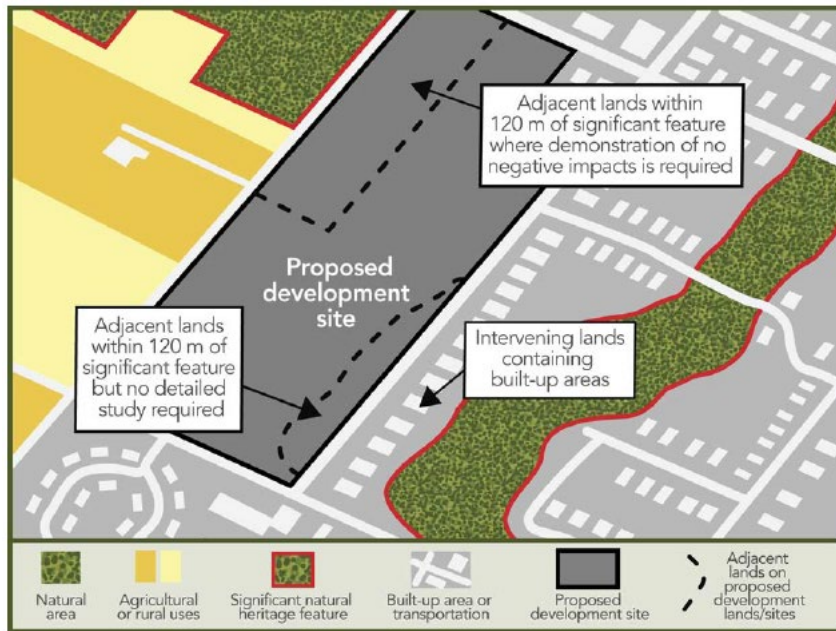 Adjacent lands within
120 m of significant feature
where demonstration of no
negative impacts is required
Proposed
development
site
Adjacent lands
within 120 m of
significant feature
but no detailed
study required
Intervening lands
containing
built-up areas
Natural
area
Agricultural
or rural uses
Significant natural
heritage feature
Built-up area or
transportation
Proposed
development site
Adjacent
lands on
proposed
development
lands/sites